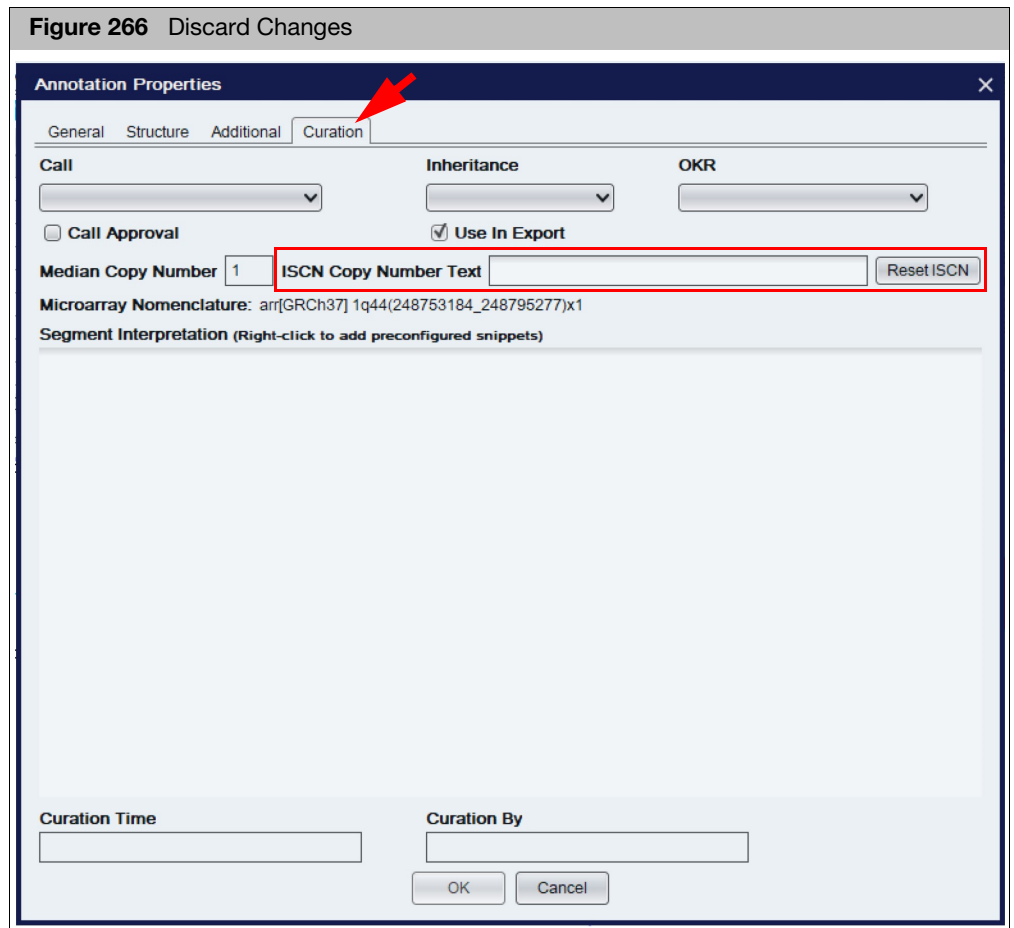 Figure 266 Discard Changes
Annotation Properties
General Structure Additional Curation
Call Inheritance OKR
Call Approval Use In Export
Median Copy Number 1 ISCN Copy Number Text Reset ISCN
Microarray Nomenclature: arr[GRCh37] 1q44(248753184_248795277)x1
Segment Interpretation (Right-click to add preconfigured snippets)
Curation Time Curation By
OK Cancel